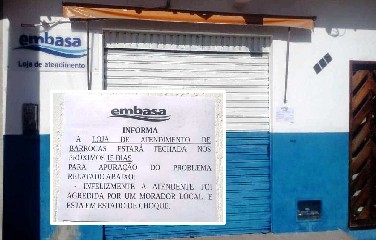 embasa
Loja de atendimento
embasa
INFORMA
A LOJA DE ATENDIMENTO DE
BARROCAS ESTARÁ FECHADA NOS
PRÓXIMOS 15 DIAS.
PARA APURAÇÃO DO PROBLEMA
RELATADO ABAIXO:
- INFELIZMENTE A ATENDENTE FOI
AGREDIDA POR UM MORADOR LOCAL, E
ESTA EM ESTADO DE CHOQUE.